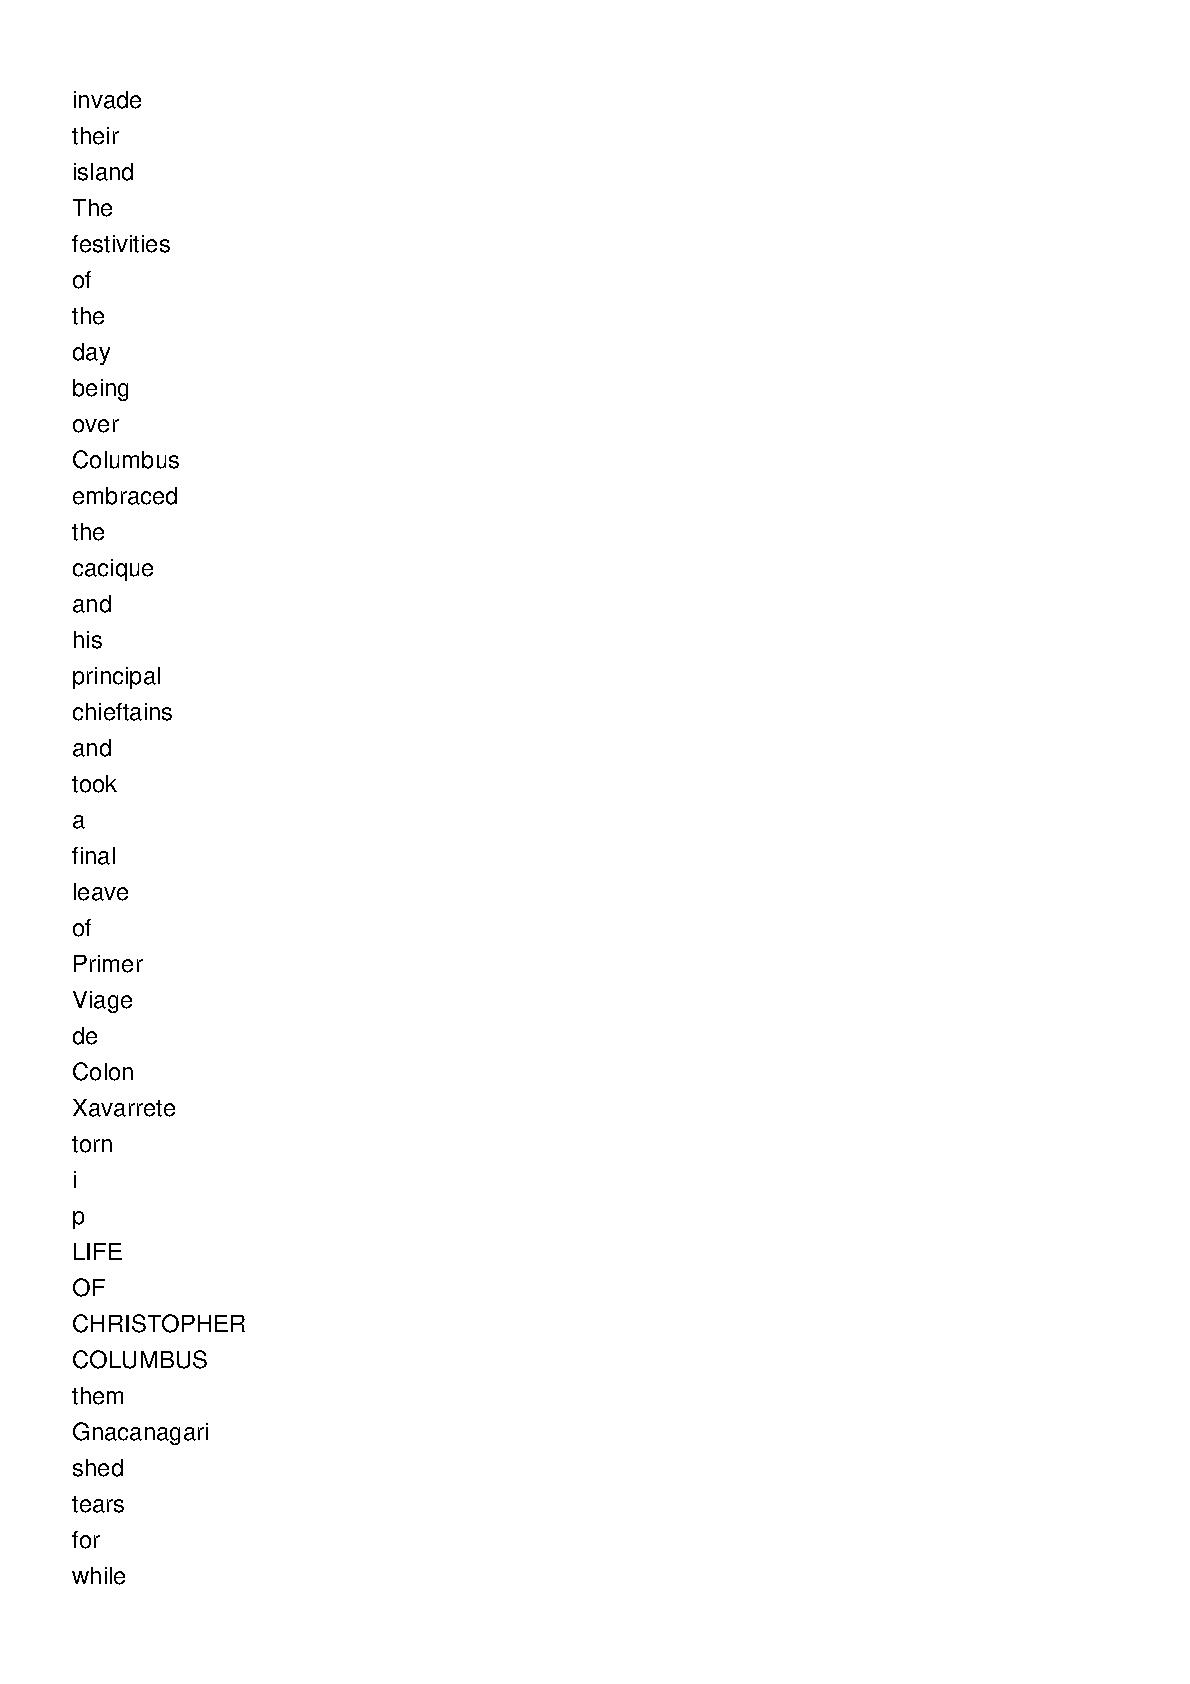 invade
their
island
The
festivities
of
the
day
being
over
Columbus
embraced
the
cacique
and
his
principal
chieftains
and
took
a
final
leave
of
Primer
Viage
de
Colon
Xavarrete
torn
i
p
LIFE
OF
CHRISTOPHER
COLUMBUS
them
Gnacanagari
shed
tears
for
while